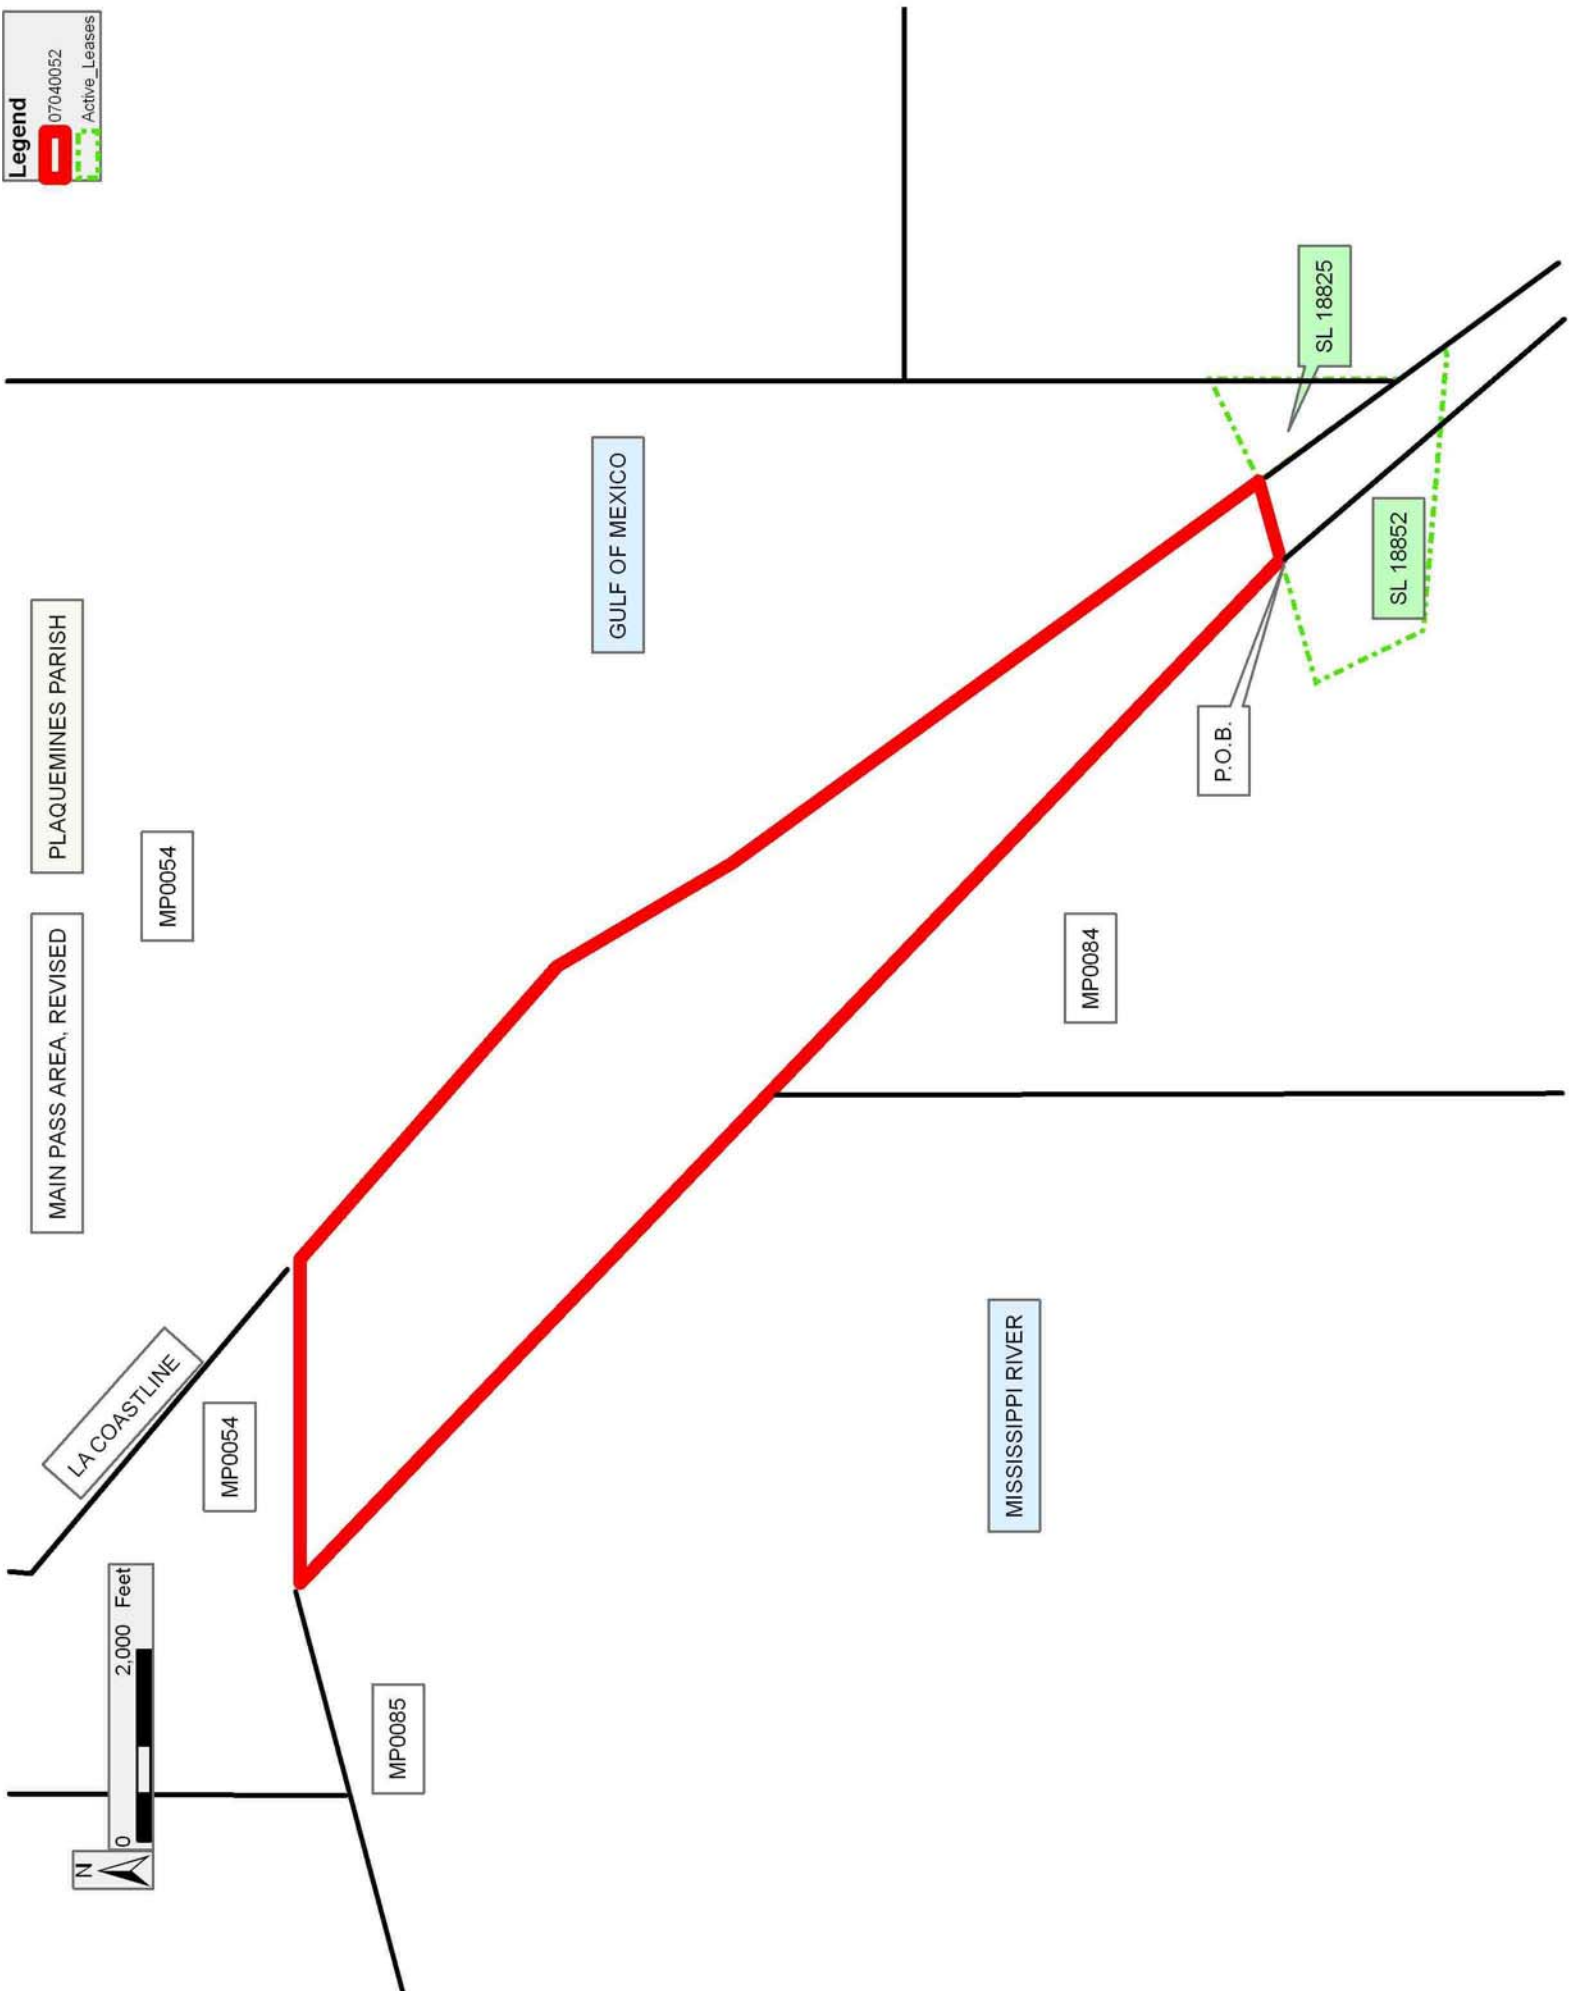 MAIN PASS AREA, REVISED
PLAQUEMINES PARISH
Legend
07040052
Active_Leases
N
0 2,000 Feet
LA COASTLINE
MP0054
MP0054
MP0085
GULF OF MEXICO
MISSISSIPPI RIVER
MP0084
P.O.B.
SL 18825
SL 18852